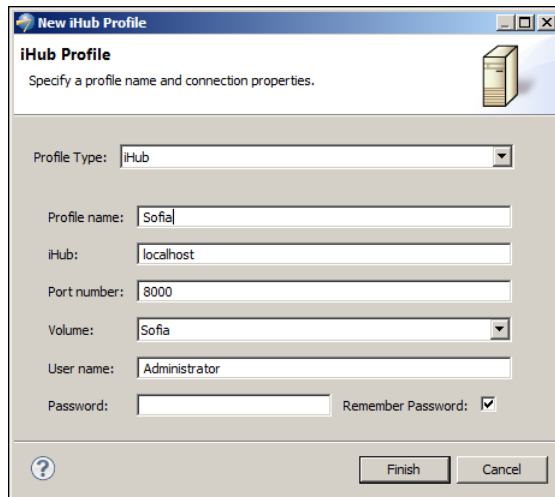 New iHub Profile
iHub Profile
Specify a profile name and connection properties.
Profile Type: iHub
Profile name: Sofia
iHub: localhost
Port number: 8000
Volume: Sofia
User name: Administrator
Password: Remember Password:
? Finish Cancel